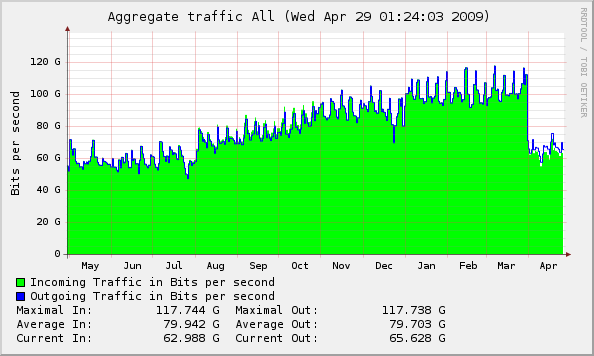 Aggregate traffic All (Wed Apr 29 01:24:03 2009)
RRDTOOL / TOBI OETIKER
Bits per second
120 G
100 G
80 G
60 G
40 G
20 G
0
May Jun Jul Aug Sep Oct Nov Dec Jan Feb Mar Apr
Incoming Traffic in Bits per second
Outgoing Traffic in Bits per second
Maximal In: 117.744 G Maximal Out: 117.738 G
Average In: 79.942 G Average Out: 79.703 G
Current In: 62.988 G Current Out: 65.628 G